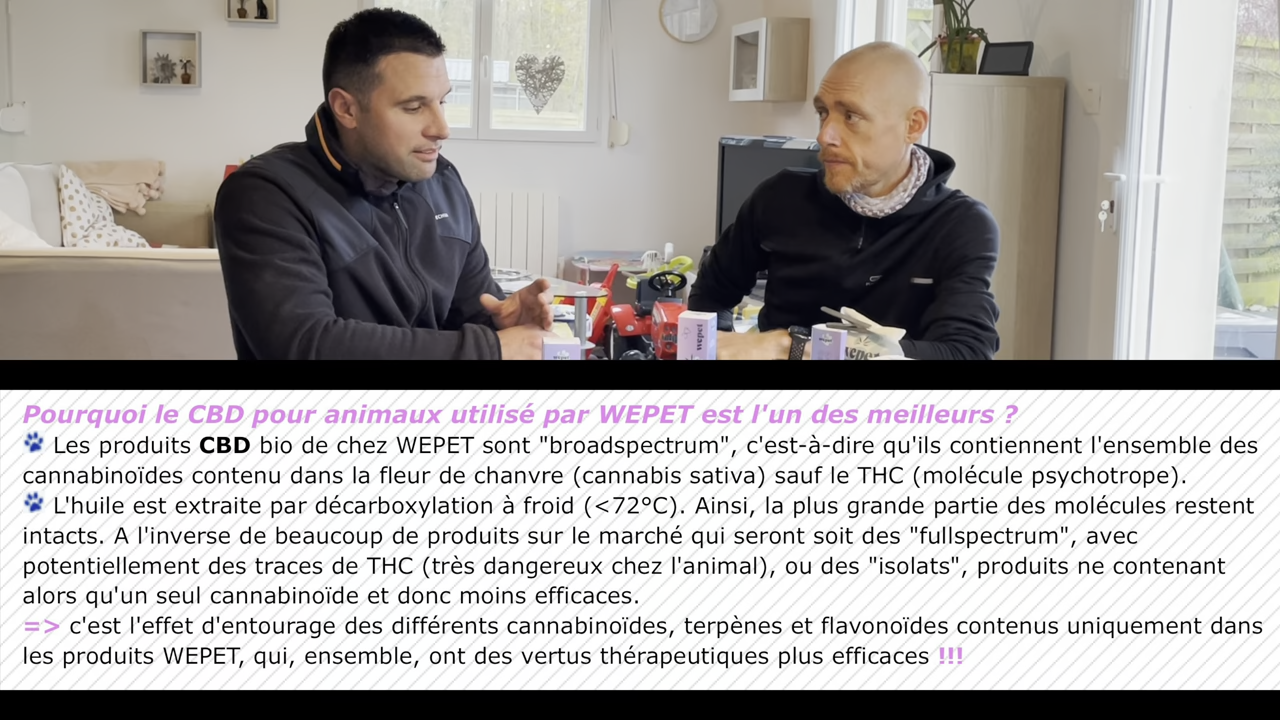 wepet
wepet
Pourquoi le CBD pour animaux utilisé par WEPET est l'un des meilleurs ?
Les produits CBD bio de chez WEPET sont "broadspectrum", c'est-à-dire qu'ils contiennent l'ensemble des
cannabinoïdes contenu dans la fleur de chanvre (cannabis sativa) sauf le THC (molécule psychotrope).
L'huile est extraite par décarboxylation à froid (<72°C). Ainsi, la plus grande partie des molécules restent
intacts. A l'inverse de beaucoup de produits sur le marché qui seront soit des "fullspectrum", avec
potentiellement des traces de THC (très dangereux chez l'animal), ou des "isolats", produits ne contenant
alors qu'un seul cannabinoïde et donc moins efficaces.
=> c'est l'effet d'entourage des différents cannabinoïdes, terpènes et flavonoïdes contenus uniquement dans
les produits WEPET, qui, ensemble, ont des vertus thérapeutiques plus efficaces !!!